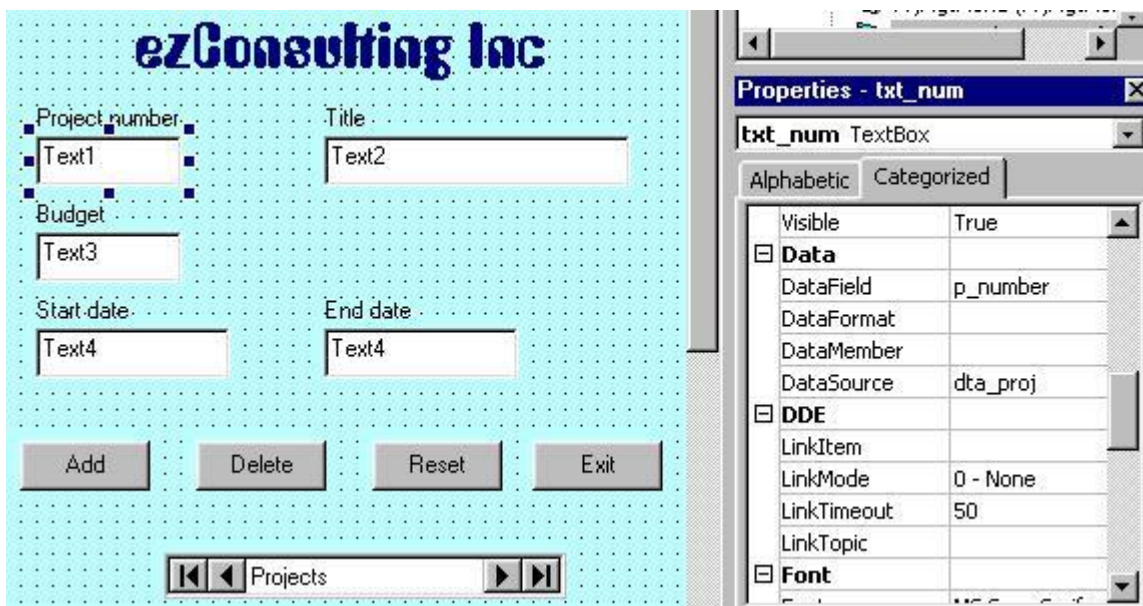 ezConsulting Inc
Project number
Title
Text1
Text2
Budget
Text3
Start date
End date
Text4
Text4
Add
Delete
Reset
Exit
Projects
Properties - txt_num
txt_num TextBox
Alphabetic
Categorized
Visible True
Data
DataField p_number
DataFormat
DataMember
DataSource dta_proj
DDE
LinkItem
LinkMode 0 - None
LinkTimeout 50
LinkTopic
Font